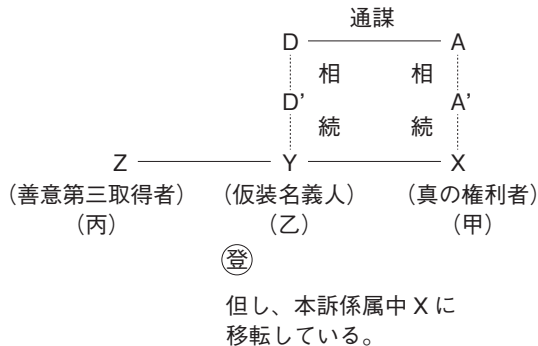 通謀
D A
相 相
D’ A’
続 続
Z Y X
(善意第三取得者) (仮装名義人) (真の権利者)
(丙) (乙) (甲)
㊢登
但し、本訴係属中 X に
移転している。